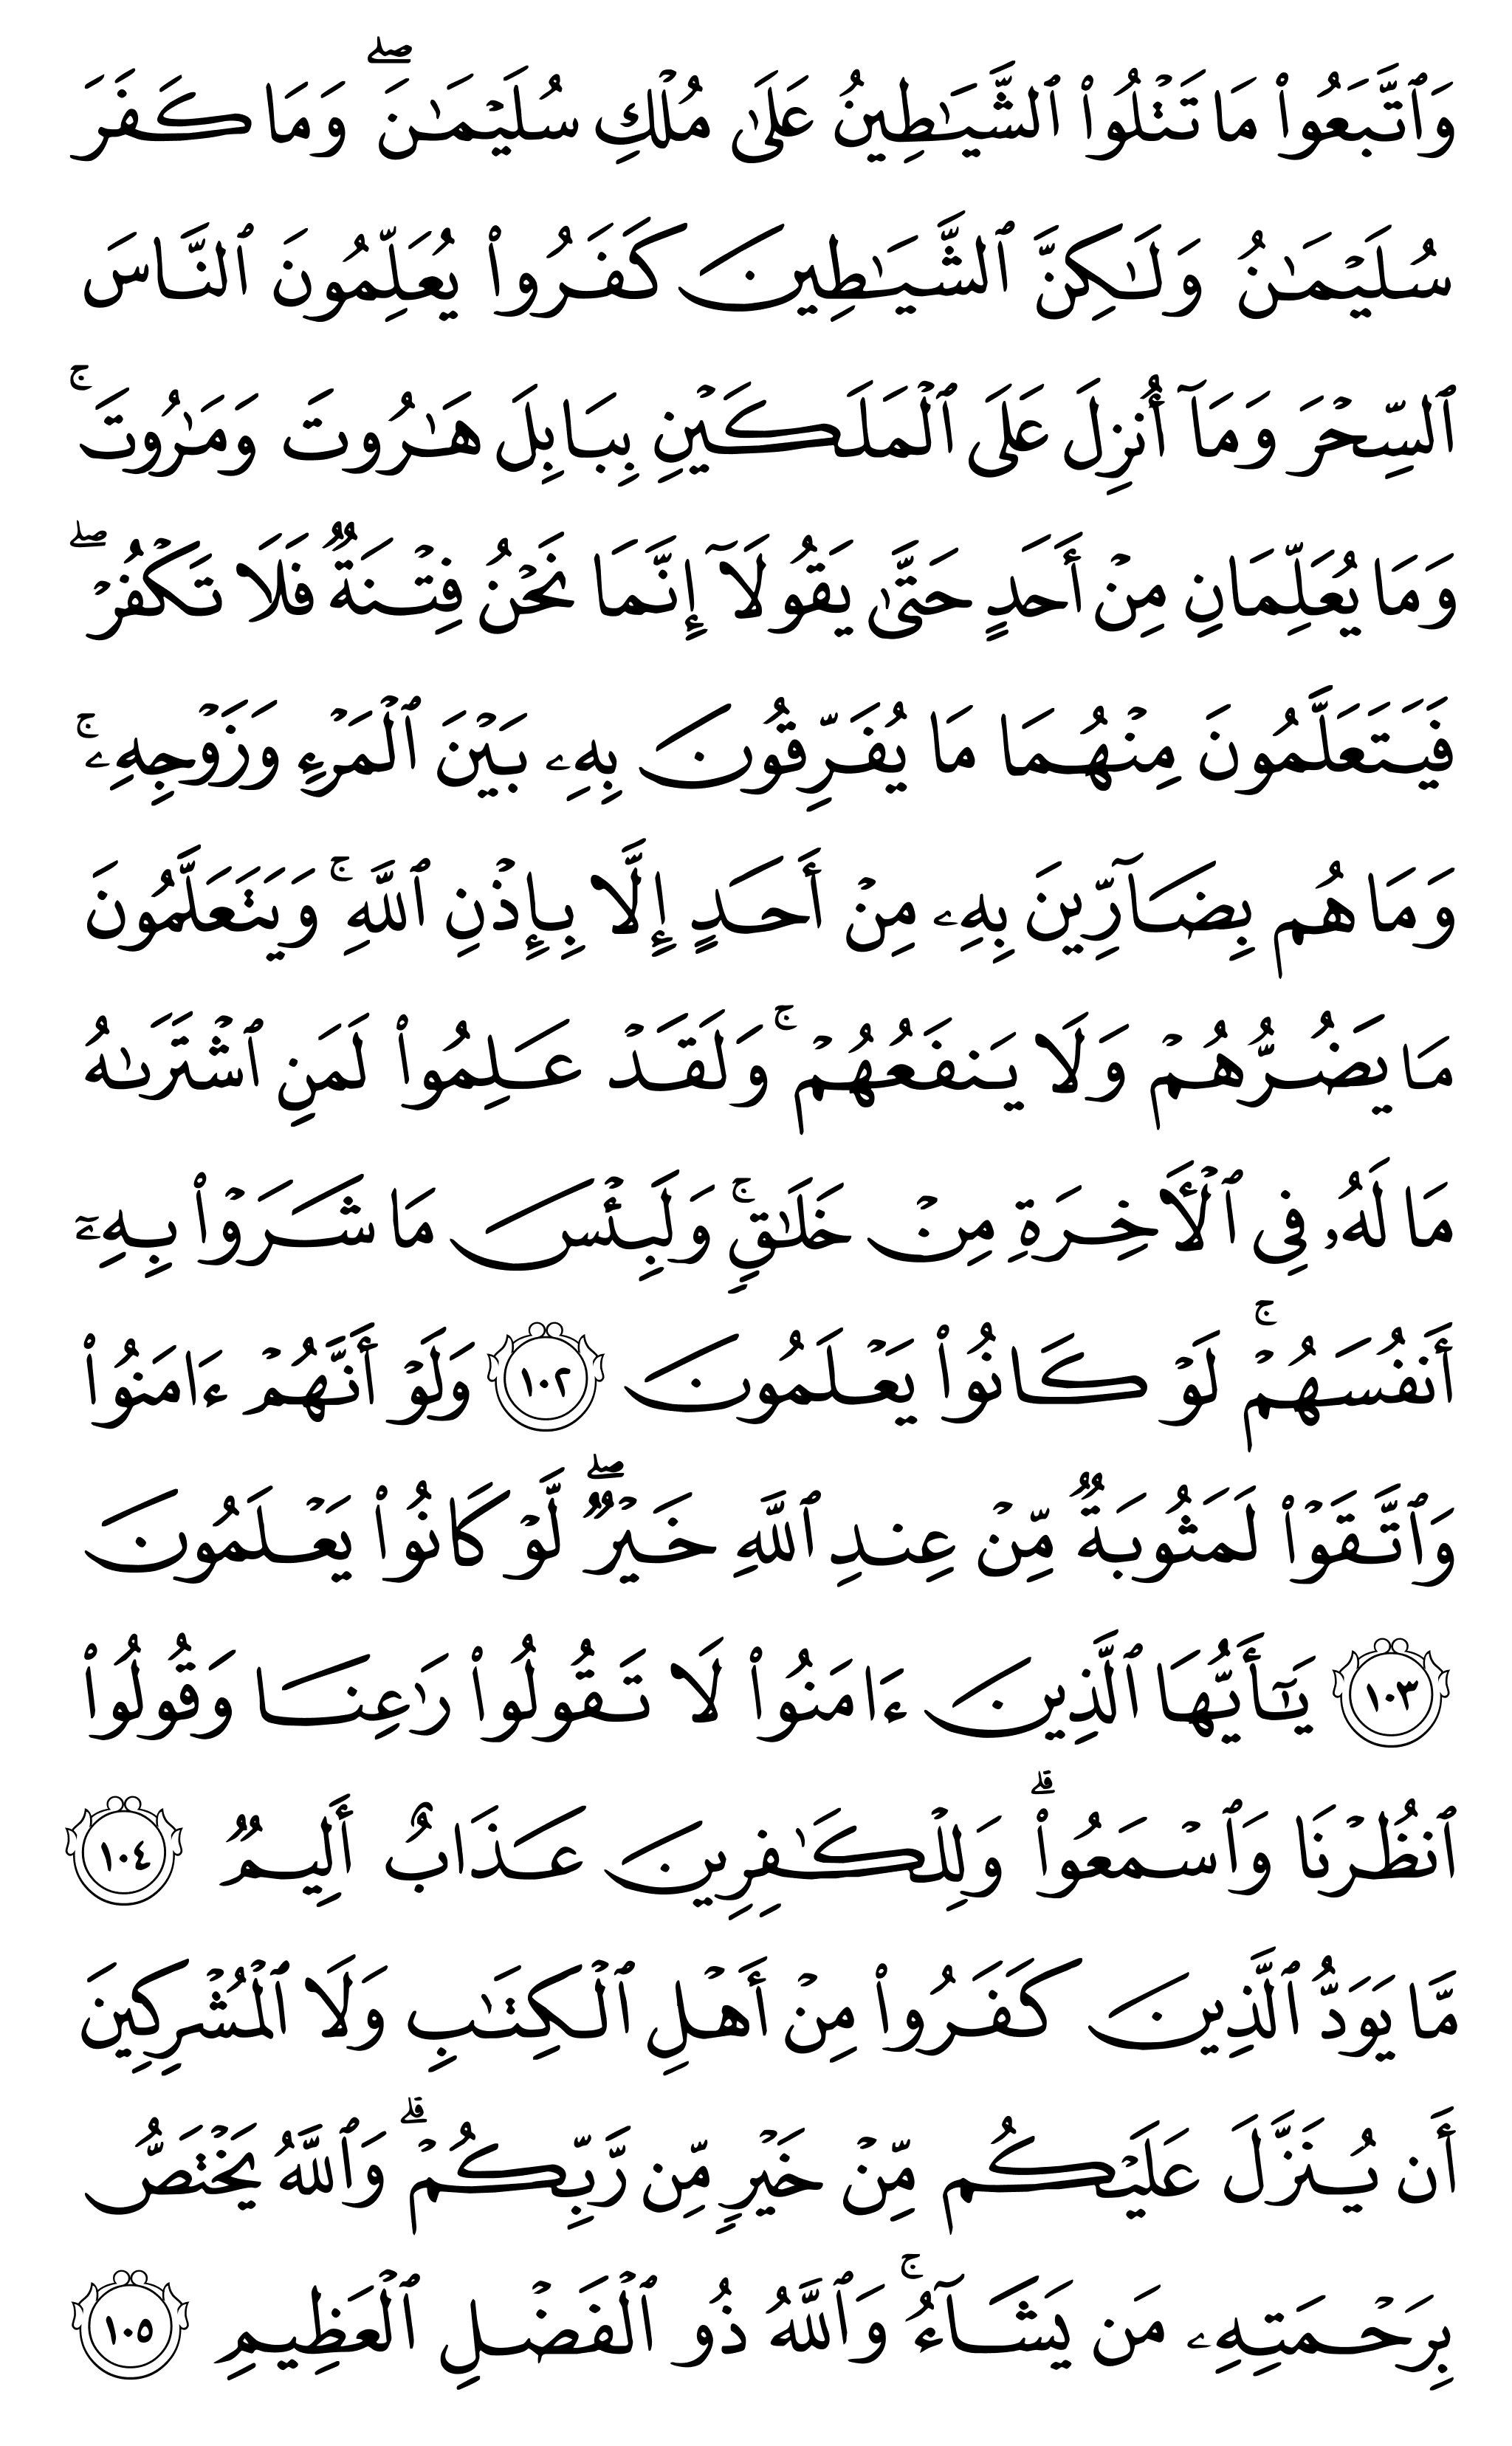 وَٱتَّبَعُوا۟ مَا تَتْلُوا۟ ٱلشَّيَـٰطِينُ عَلَىٰ مُلْكِ سُلَيْمَـٰنَ ۖ وَمَا كَفَرَ
سُلَيْمَـٰنُ وَلَـٰكِنَّ ٱلشَّيَـٰطِينَ كَفَرُوا۟ يُعَلِّمُونَ ٱلنَّاسَ
ٱلسِّحْرَ وَمَآ أُنزِلَ عَلَى ٱلْمَلَكَيْنِ بِبَابِلَ هَـٰرُوتَ وَمَـٰرُوتَ ۚ
وَمَا يُعَلِّمَانِ مِنْ أَحَدٍ حَتَّىٰ يَقُولَآ إِنَّمَا نَحْنُ فِتْنَةٌ فَلَا تَكْفُرْ ۖ
فَيَتَعَلَّمُونَ مِنْهُمَا مَا يُفَرِّقُونَ بِهِۦ بَيْنَ ٱلْمَرْءِ وَزَوْجِهِۦ ۚ
وَمَا هُم بِضَآرِّينَ بِهِۦ مِنْ أَحَدٍ إِلَّا بِإِذْنِ ٱللَّهِ ۚ وَيَتَعَلَّمُونَ
مَا يَضُرُّهُمْ وَلَا يَنفَعُهُمْ ۚ وَلَقَدْ عَلِمُوا۟ لَمَنِ ٱشْتَرَىٰهُ
مَا لَهُۥ فِى ٱلْـَٔاخِرَةِ مِنْ خَلَـٰقٍ ۚ وَلَبِئْسَ مَا شَرَوْا۟ بِهِۦٓ
أَنفُسَهُمْ ۚ لَوْ كَانُوا۟ يَعْلَمُونَ ١٠٢ وَلَوْ أَنَّهُمْ ءَامَنُوا۟
وَٱتَّقَوْا۟ لَمَثُوبَةٌ مِّنْ عِندِ ٱللَّهِ خَيْرٌ ۖ لَّوْ كَانُوا۟ يَعْلَمُونَ
١٠٣ يَـٰٓأَيُّهَا ٱلَّذِينَ ءَامَنُوا۟ لَا تَقُولُوا۟ رَٰعِنَا وَقُولُوا۟
ٱنظُرْنَا وَٱسْمَعُوا۟ ۗ وَلِلْكَـٰفِرِينَ عَذَابٌ أَلِيمٌ ١٠٤
مَّا يَوَدُّ ٱلَّذِينَ كَفَرُوا۟ مِنْ أَهْلِ ٱلْكِتَـٰبِ وَلَا ٱلْمُشْرِكِينَ
أَن يُنَزَّلَ عَلَيْكُم مِّنْ خَيْرٍ مِّن رَّبِّكُمْ ۗ وَٱللَّهُ يَخْتَصُّ
بِرَحْمَتِهِۦ مَن يَشَآءُ ۚ وَٱللَّهُ ذُو ٱلْفَضْلِ ٱلْعَظِيمِ ١٠٥